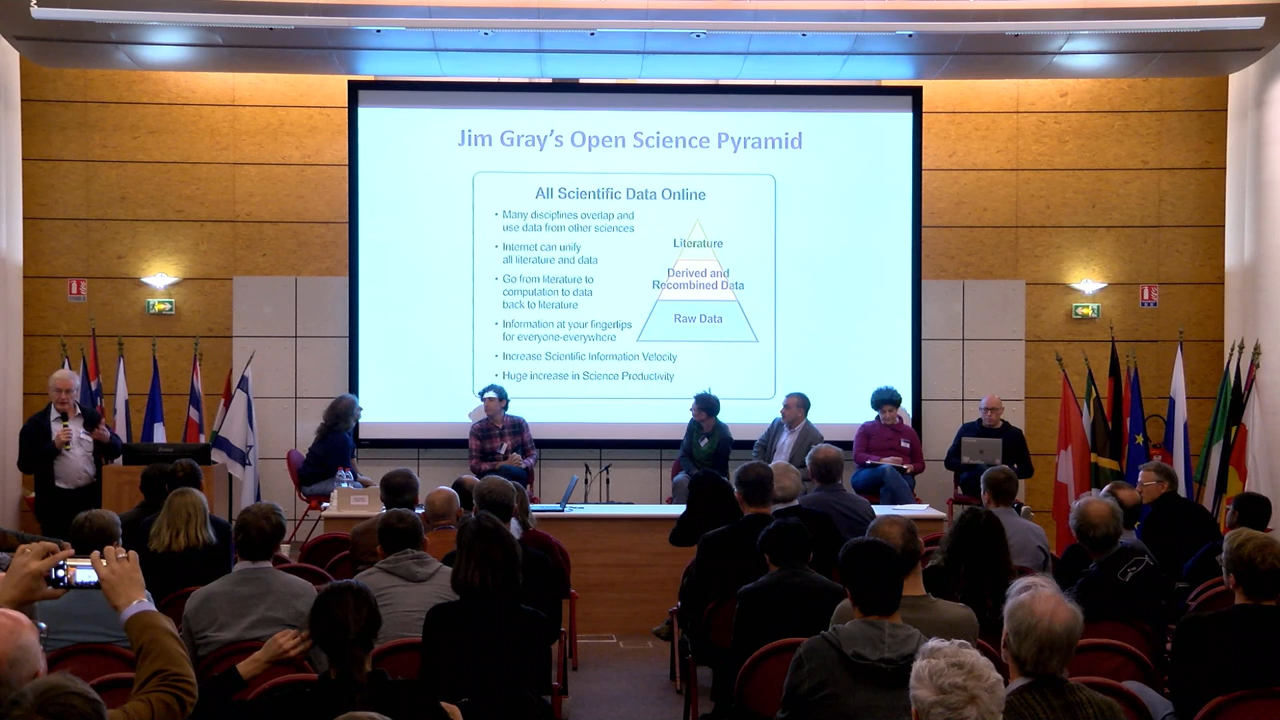 Jim Gray's Open Science Pyramid
All Scientific Data Online
• Many disciplines overlap and
use data from other sciences
• Internet can unify
all literature and data
• Go from literature to
computation to data
back to literature
• Information at your fingertips
for everyone-everywhere
• Increase Scientific Information Velocity
• Huge increase in Science Productivity
Literature
Derived and
Recombined Data
Raw Data